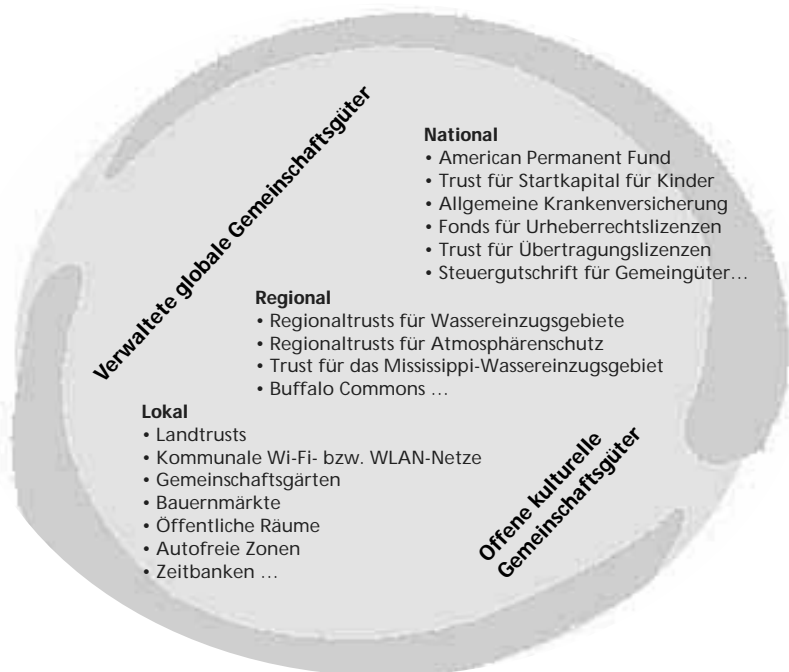 Verwaltete globale Gemeinschaftsgüter
National
• American Permanent Fund
• Trust für Startkapital für Kinder
• Allgemeine Krankenversicherung
• Fonds für Urheberrechtslizenzen
• Trust für Übertragungslizenzen
• Steuergutschrift für Gemeingüter…
Regional
• Regionaltrusts für Wassereinzugsgebiete
• Regionaltrusts für Atmosphärenschutz
• Trust für das Mississippi-Wassereinzugsgebiet
• Buffalo Commons …
Lokal
• Landtrusts
• Kommunale Wi-Fi- bzw. WLAN-Netze
• Gemeinschaftsgärten
• Bauernmärkte
• Öffentliche Räume
• Autofreie Zonen
• Zeitbanken …
Offene kulturelle
Gemeinschaftsgüter